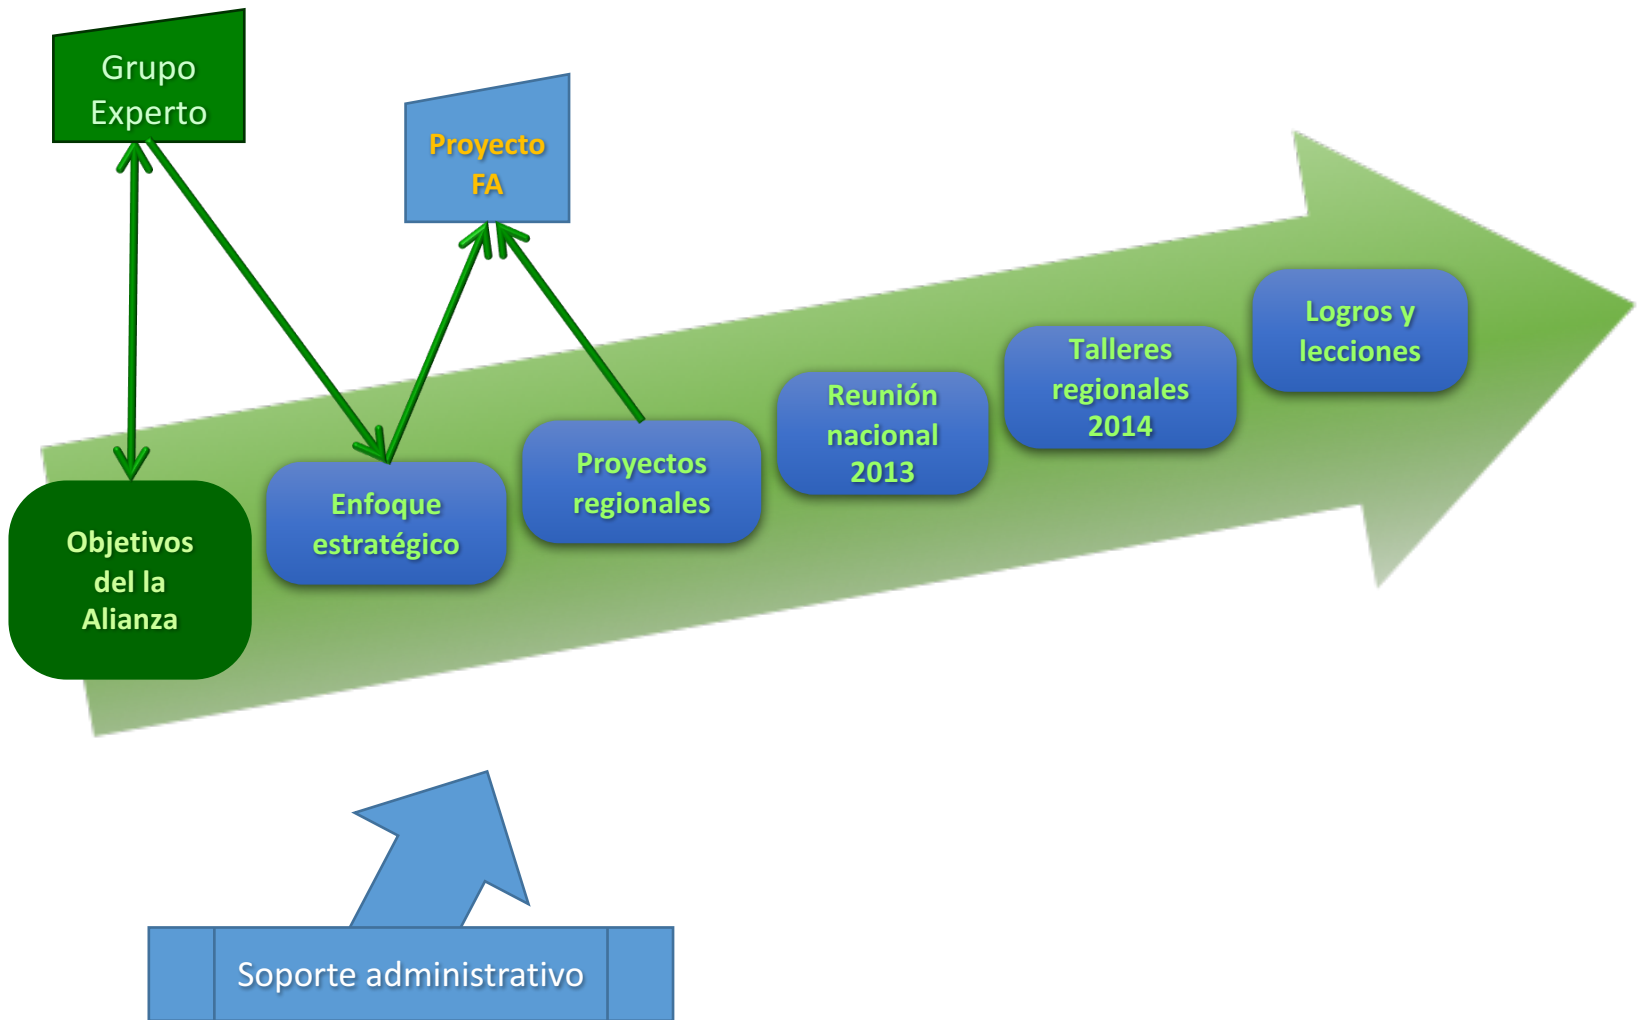 Grupo
Experto
Proyecto
FA
Objetivos
del la
Alianza
Enfoque
estratégico
Proyectos
regionales
Reunión
nacional
2013
Talleres
regionales
2014
Logros y
lecciones
Soporte administrativo